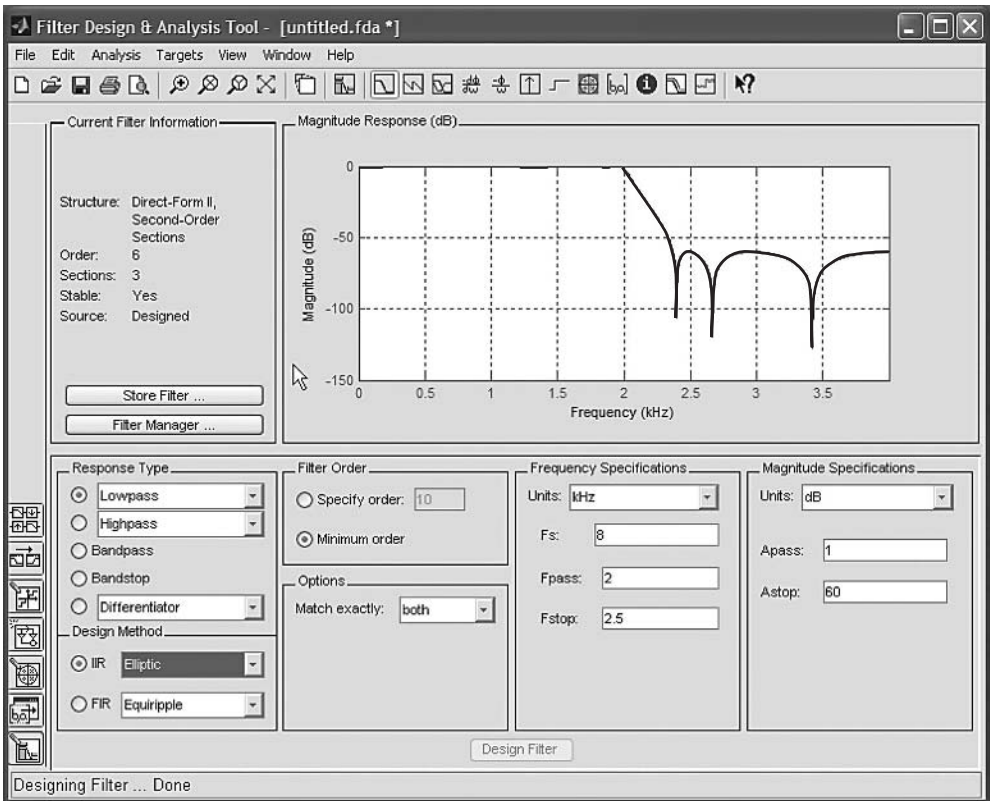 Filter Design & Analysis Tool - [untitled.fda *]
File Edit Analysis Targets View Window Help
Current Filter Information
Structure: Direct-Form II,
Second-Order
Sections
Order: 6
Sections: 3
Stable: Yes
Source: Designed
Store Filter ...
Filter Manager ...
Magnitude Response (dB)
Magnitude (dB)
0
-50
-100
-150
0 0.5 1 1.5 2 2.5 3 3.5
Frequency (kHz)
Response Type
Lowpass
Highpass
Bandpass
Bandstop
Differentiator
Design Method
IIR Elliptic
FIR Equiripple
Filter Order
Specify order: 10
Minimum order
Options
Match exactly: both
Frequency Specifications
Units: kHz
Fs: 8
Fpass: 2
Fstop: 2.5
Magnitude Specifications
Units: dB
Apass: 1
Astop: 60
Design Filter
Designing Filter ... Done